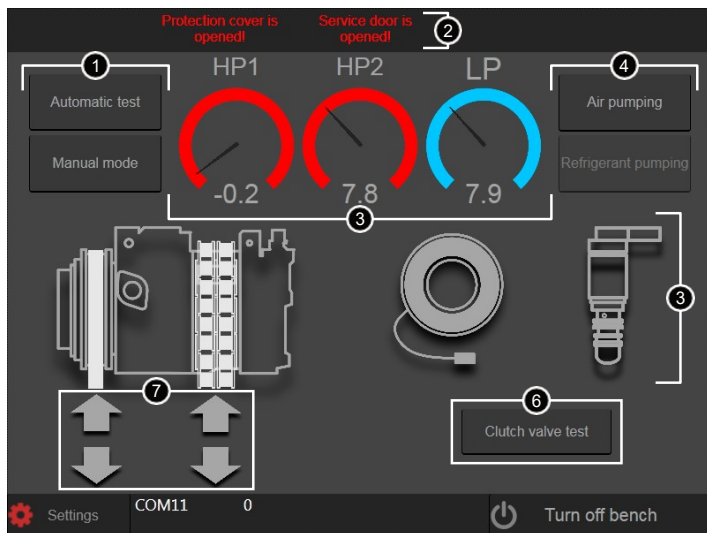 Protection cover is
opened!
Service door is
opened!
2
1
4
HP1
HP2
LP
Automatic test
Air pumping
Manual mode
Refrigerant pumping
-0.2
7.8
7.9
3
3
7
6
Clutch valve test
Settings
COM11
0
Turn off bench